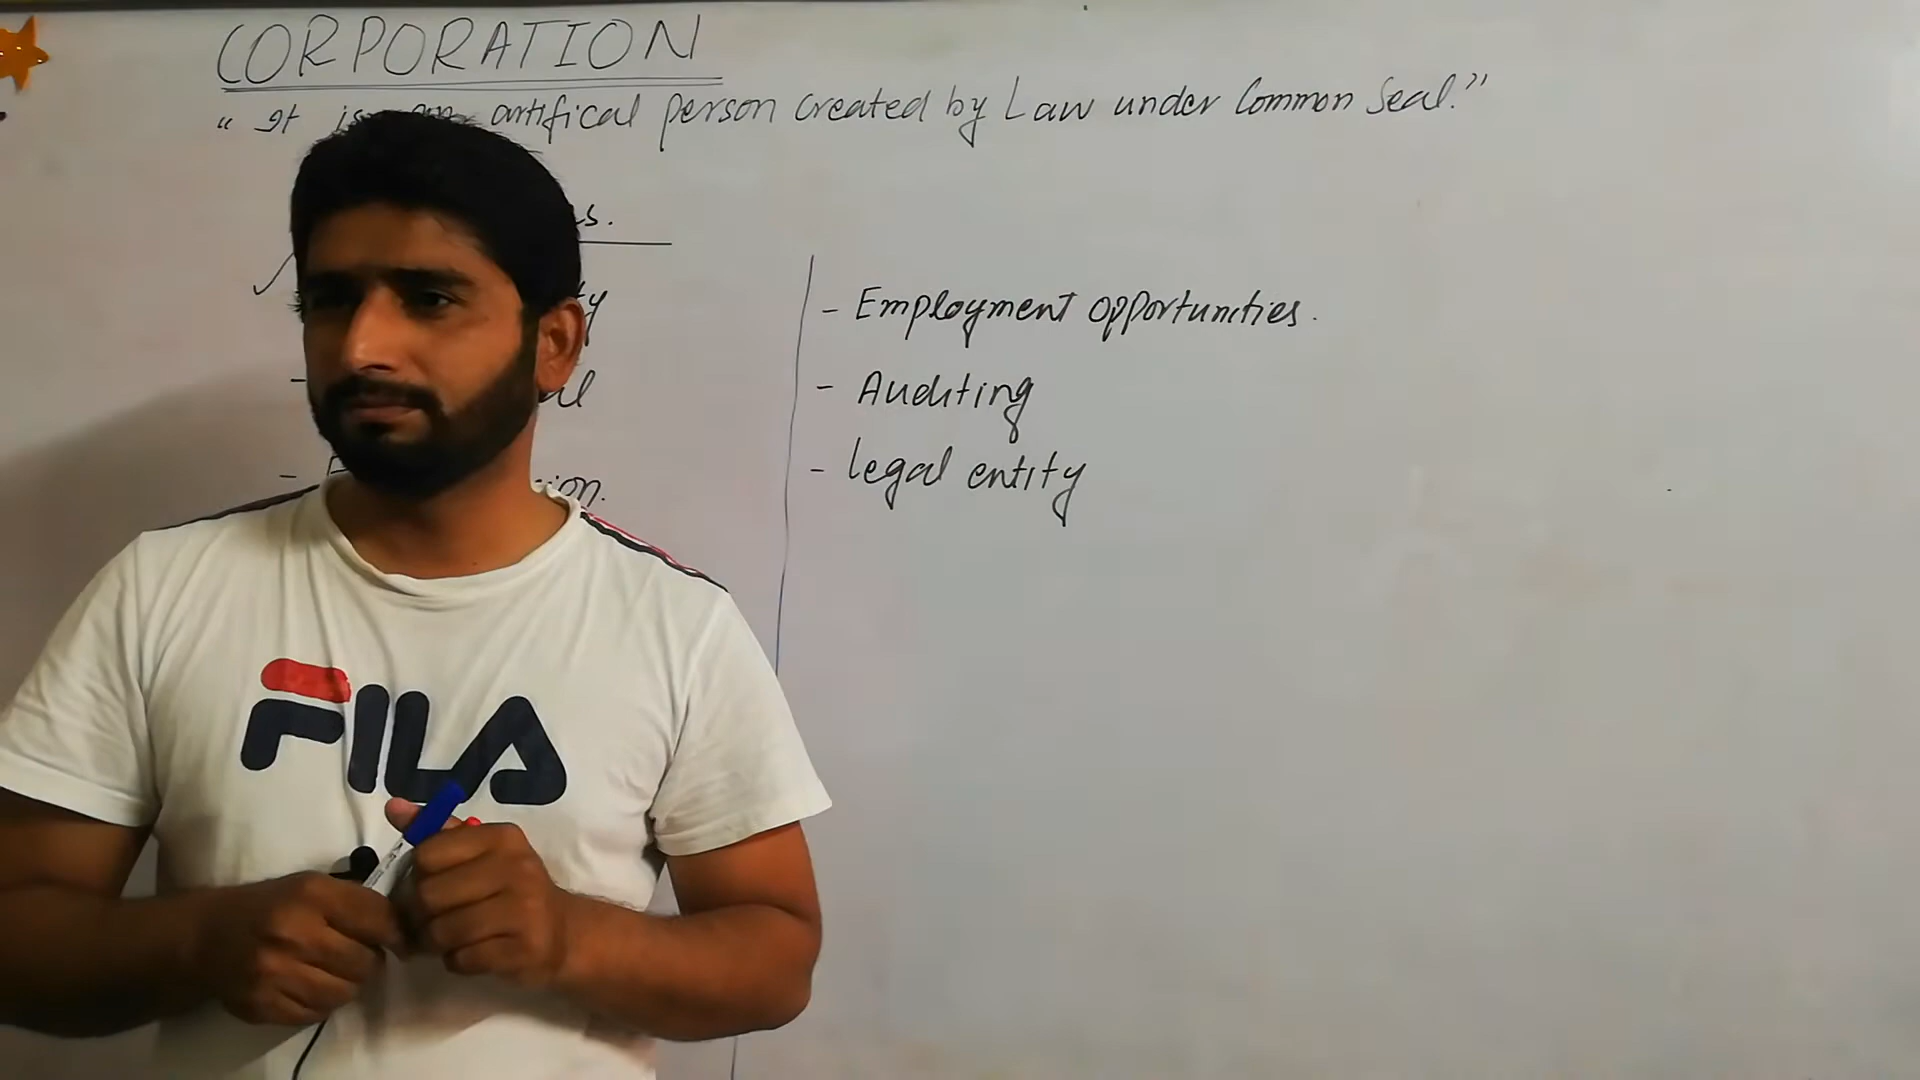 CORPORATION
"It is an artifical person created by Law under Common Seal."
- Employment opportunities.
- Auditing
- legal entity
FILA